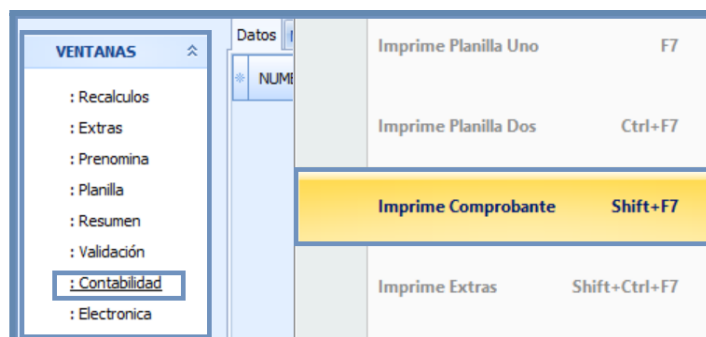 VENTANAS
: Recalculos
: Extras
: Prenomina
: Planilla
: Resumen
: Validación
: Contabilidad
: Electronica
Datos
NUME
Imprime Planilla Uno F7
Imprime Planilla Dos Ctrl+F7
Imprime Comprobante Shift+F7
Imprime Extras Shift+Ctrl+F7